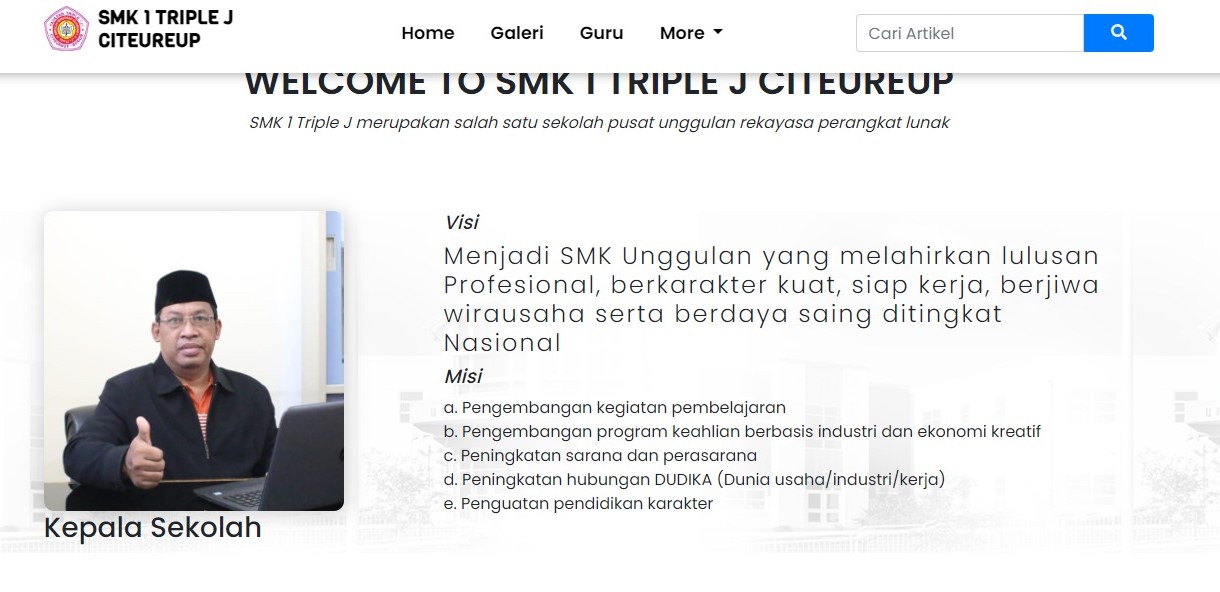 SMK 1 TRIPLE J
CITEUREUP
Home Galeri Guru More
Cari Artikel
WELCOME TO SMK 1 TRIPLE J CITEUREUP
SMK 1 Triple J merupakan salah satu sekolah pusat unggulan rekayasa perangkat lunak
Visi
Menjadi SMK Unggulan yang melahirkan lulusan
Profesional, berkarakter kuat, siap kerja, berjiwa
wirausaha serta berdaya saing ditingkat
Nasional
Misi
a. Pengembangan kegiatan pembelajaran
b. Pengembangan program keahlian berbasis industri dan ekonomi kreatif
c. Peningkatan sarana dan perasarana
d. Peningkatan hubungan DUDIKA (Dunia usaha/industri/kerja)
e. Penguatan pendidikan karakter
Kepala Sekolah